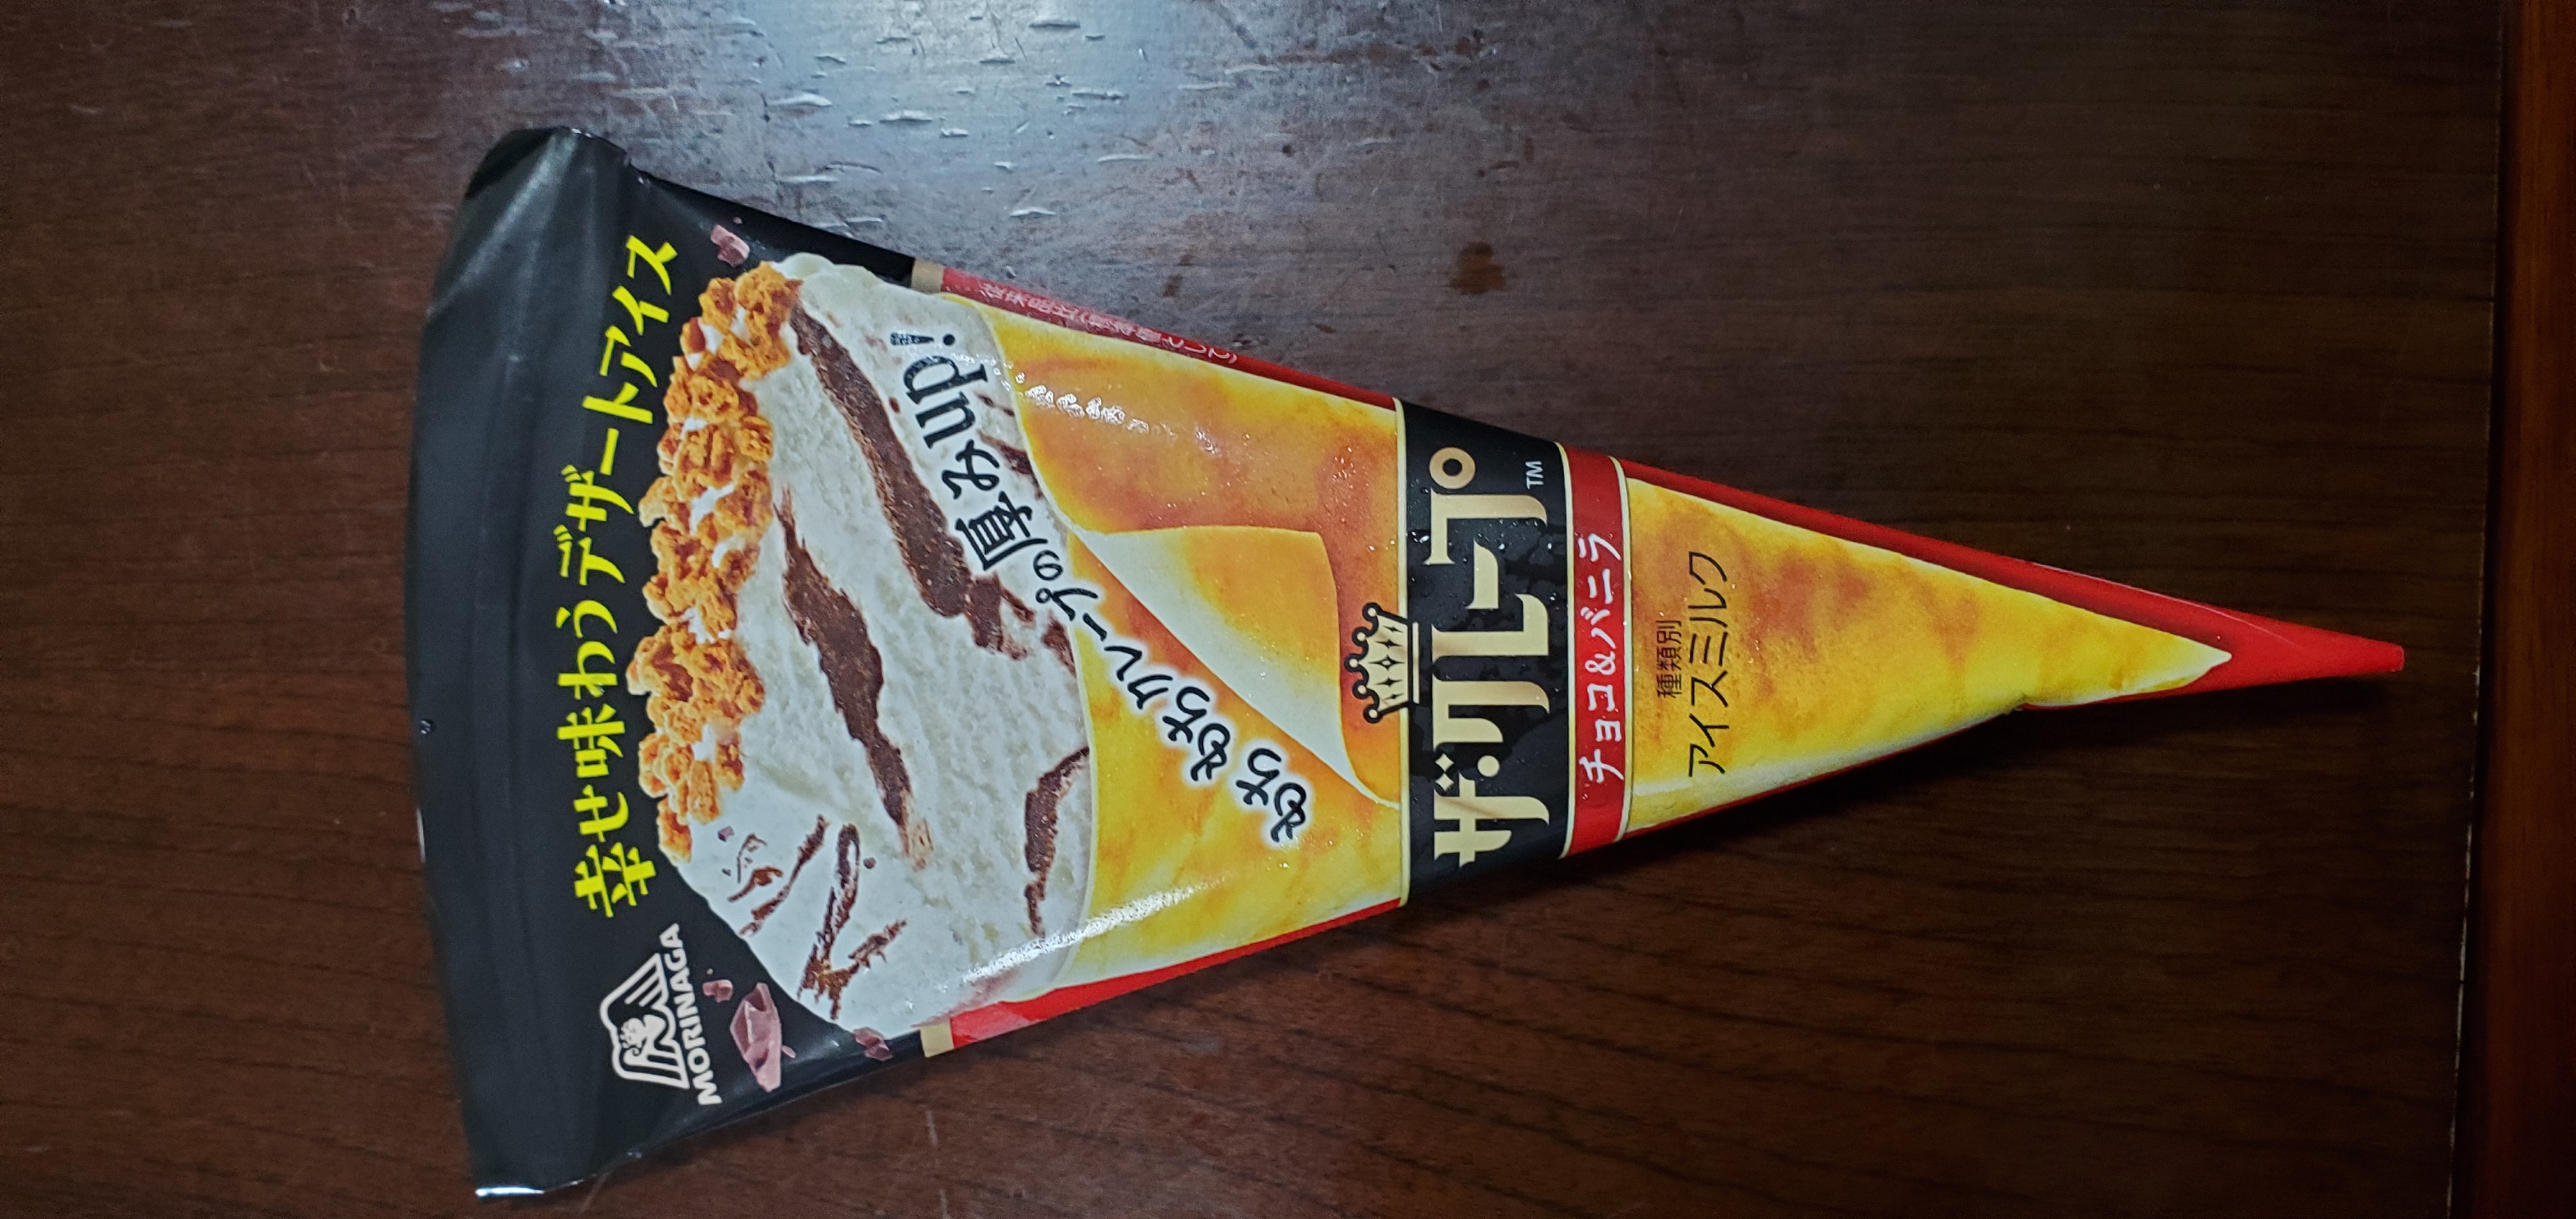 幸せ味わうデザートアイス
MORINAGA
もちもちクレープの厚みup!
ザ・クレープ
TM
チョコ&バニラ
種類別
アイスミルク